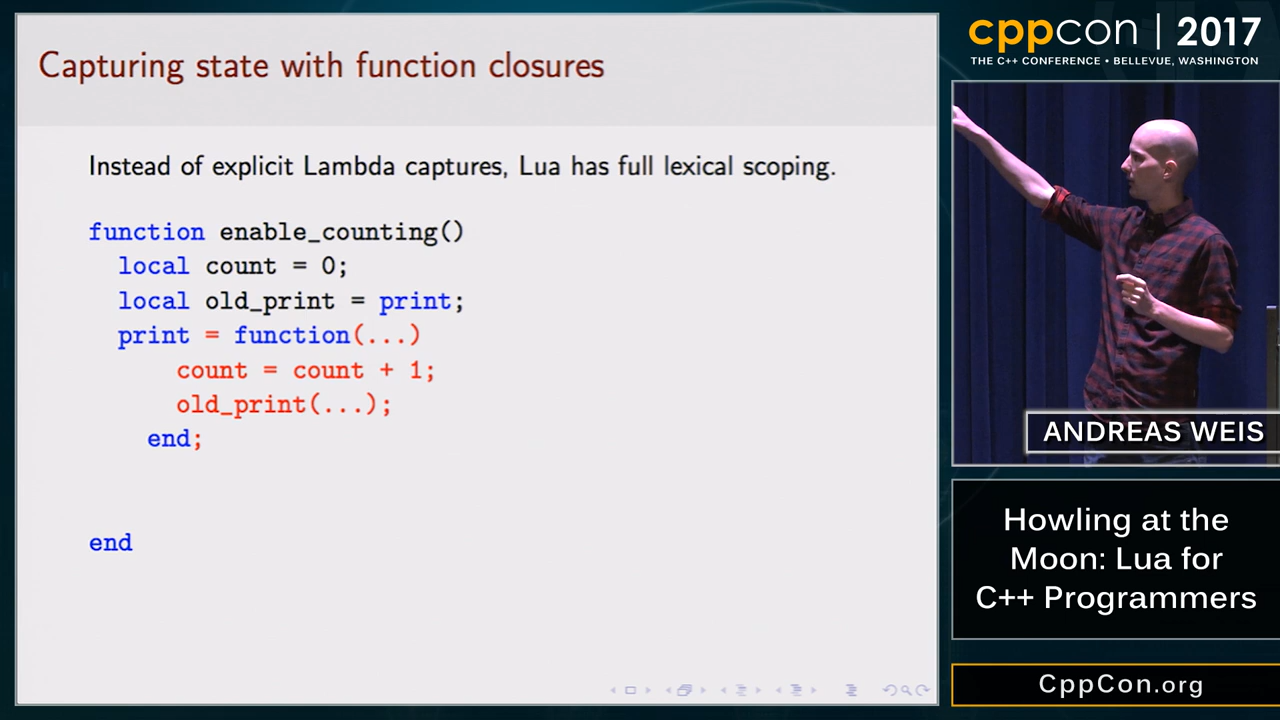 Capturing state with function closures
Instead of explicit Lambda captures, Lua has full lexical scoping.
function enable_counting()
local count = 0;
local old_print = print;
print = function(...)
count = count + 1;
old_print(...);
end;
end
cppcon | 2017
THE C++ CONFERENCE • BELLEVUE, WASHINGTON
ANDREAS WEIS
Howling at the
Moon: Lua for
C++ Programmers
CppCon.org